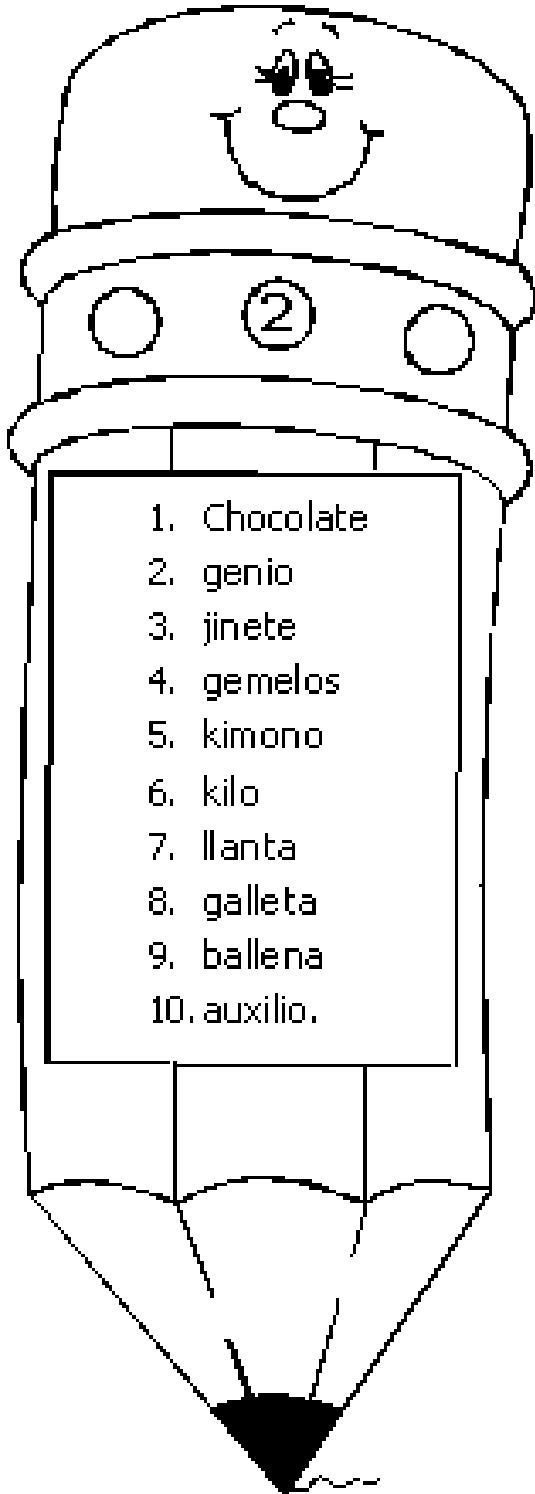 2
1. Chocolate
2. genio
3. jinete
4. gemelos
5. kimono
6. kilo
7. llanta
8. galleta
9. ballena
10. auxilio.